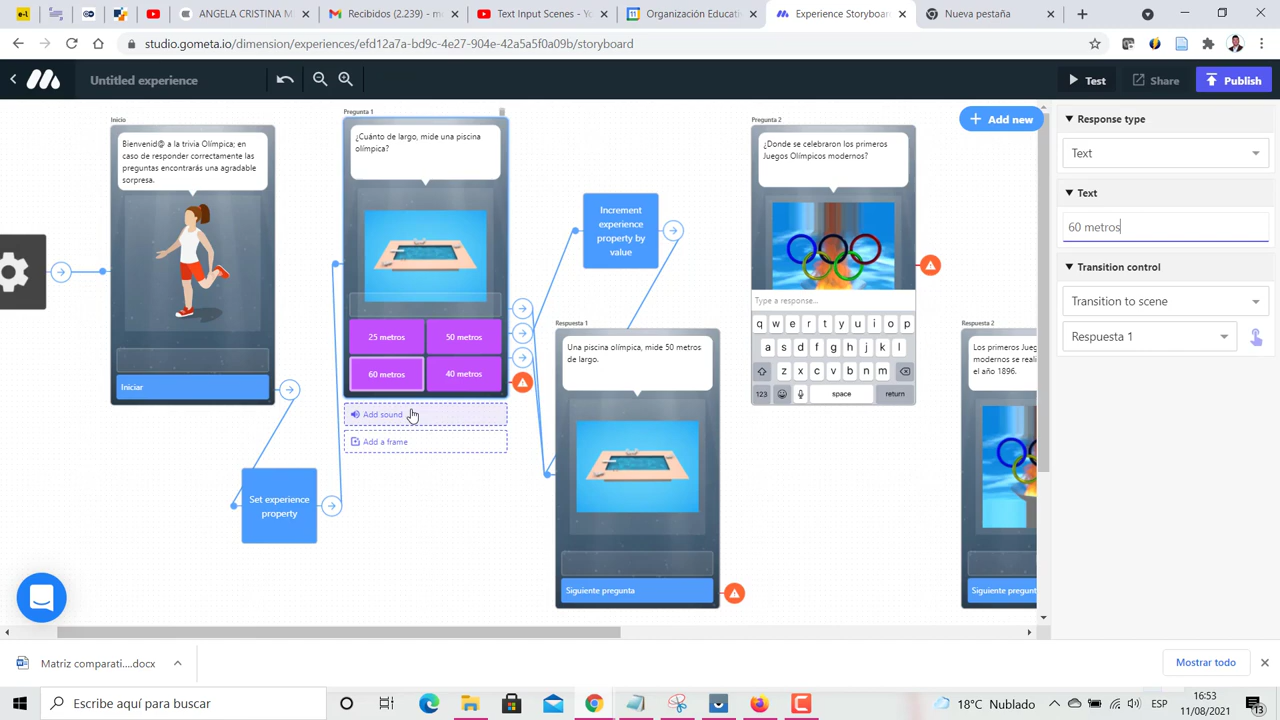 ANGELA CRISTINA M
Recibidos (2.239) - m
Text Input Scenes - Yo
Organización Educativ
Experience Storyboard
Nueva pestaña
studio.gometa.io/dimension/experiences/efd12a7a-bd9c-4e27-904e-42a5a5f0a09b/storyboard
Untitled experience
Test
Share
Publish
Inicio
Bienvenid@ a la trivia Olímpica; en
caso de responder correctamente las
preguntas encontrarás una agradable
sorpresa.
Iniciar
Set experience
property
Pregunta 1
¿Cuánto de largo, mide una piscina
olímpica?
25 metros
50 metros
60 metros
40 metros
Add sound
Add a frame
Increment
experience
property by
value
Respuesta 1
Una piscina olímpica, mide 50 metros
de largo.
Siguiente pregunta
Pregunta 2
¿Donde se celebraron los primeros
Juegos Olímpicos modernos?
Type a response...
q w e r t y u i o p
a s d f g h j k l
z x c v b n m
123
space
return
Respuesta 2
Los primeros Jueg
modernos se reali
el año 1896.
Siguiente pregunt
Add new
Response type
Text
Text
60 metros
Transition control
Transition to scene
Respuesta 1
Matriz comparati....docx
Mostrar todo
Escribe aquí para buscar
18°C Nublado
ESP
16:53
11/08/2021
13